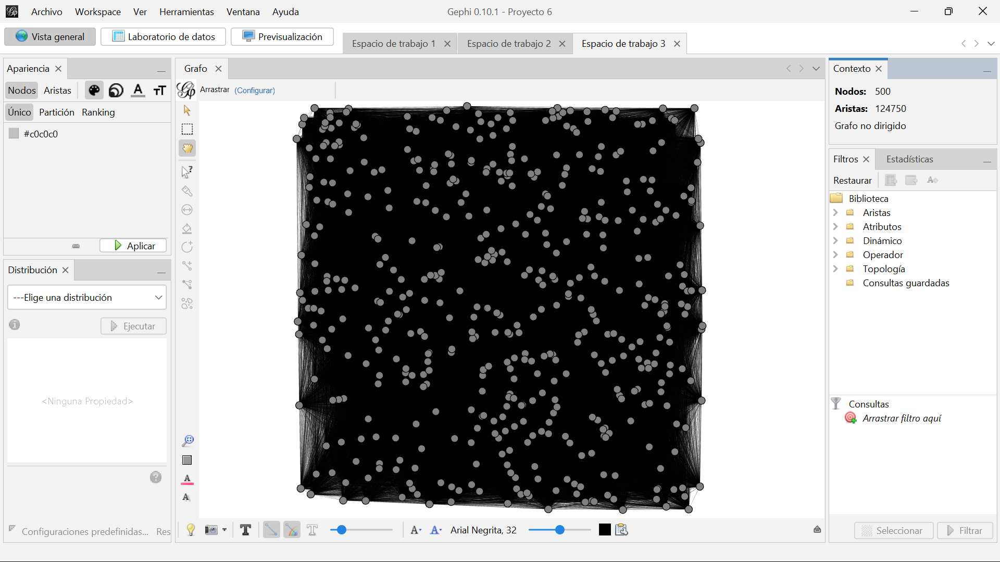 Archivo Workspace Ver Herramientas Ventana Ayuda
Gephi 0.10.1 - Proyecto 6
Vista general
Laboratorio de datos
Previsualización
Espacio de trabajo 1
Espacio de trabajo 2
Espacio de trabajo 3
Apariencia
Nodos Aristas
Único Partición Ranking
#c0c0c0
Aplicar
Distribución
---Elige una distribución
Ejecutar
<Ninguna Propiedad>
Configuraciones predefinidas... Res
Grafo
Arrastrar (Configurar)
Arial Negrita, 32
Contexto
Nodos: 500
Aristas: 124750
Grafo no dirigido
Filtros Estadísticas
Restaurar
Biblioteca
Aristas
Atributos
Dinámico
Operador
Topología
Consultas guardadas
Consultas
Arrastrar filtro aquí
Seleccionar
Filtrar